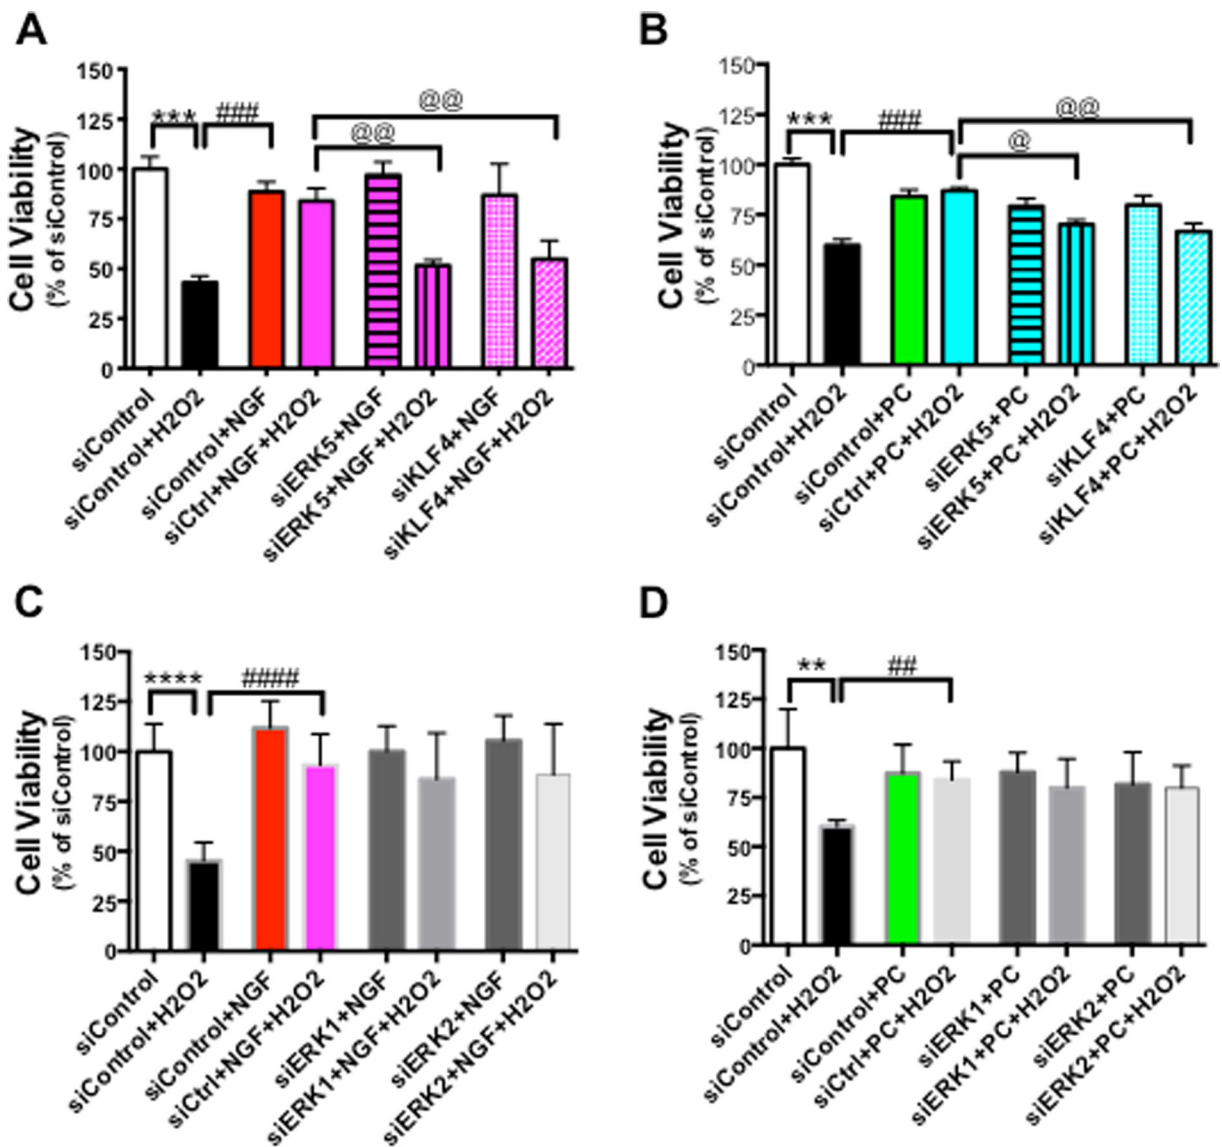 A
Cell Viability
(% of siControl)
150
125
100
75
50
25
0
***
###
@@
@@
siControl
siControl+H2O2
siControl+NGF
siCtrl+NGF+H2O2
siERK5+NGF
siERK5+NGF+H2O2
siKLF4+NGF
siKLF4+NGF+H2O2
B
Cell Viability
(% of siControl)
150
125
100
75
50
25
0
***
###
@@
@
siControl
siControl+H2O2
siControl+PC
siCtrl+PC+H2O2
siERK5+PC
siERK5+PC+H2O2
siKLF4+PC
siKLF4+PC+H2O2
C
Cell Viability
(% of siControl)
150
125
100
75
50
25
0
****
####
siControl
siControl+H2O2
siControl+NGF
siCtrl+NGF+H2O2
siERK1+NGF
siERK1+NGF+H2O2
siERK2+NGF
siERK2+NGF+H2O2
D
Cell Viability
(% of siControl)
150
125
100
75
50
25
0
**
##
siControl
siControl+H2O2
siControl+PC
siCtrl+PC+H2O2
siERK1+PC
siERK1+PC+H2O2
siERK2+PC
siERK2+PC+H2O2